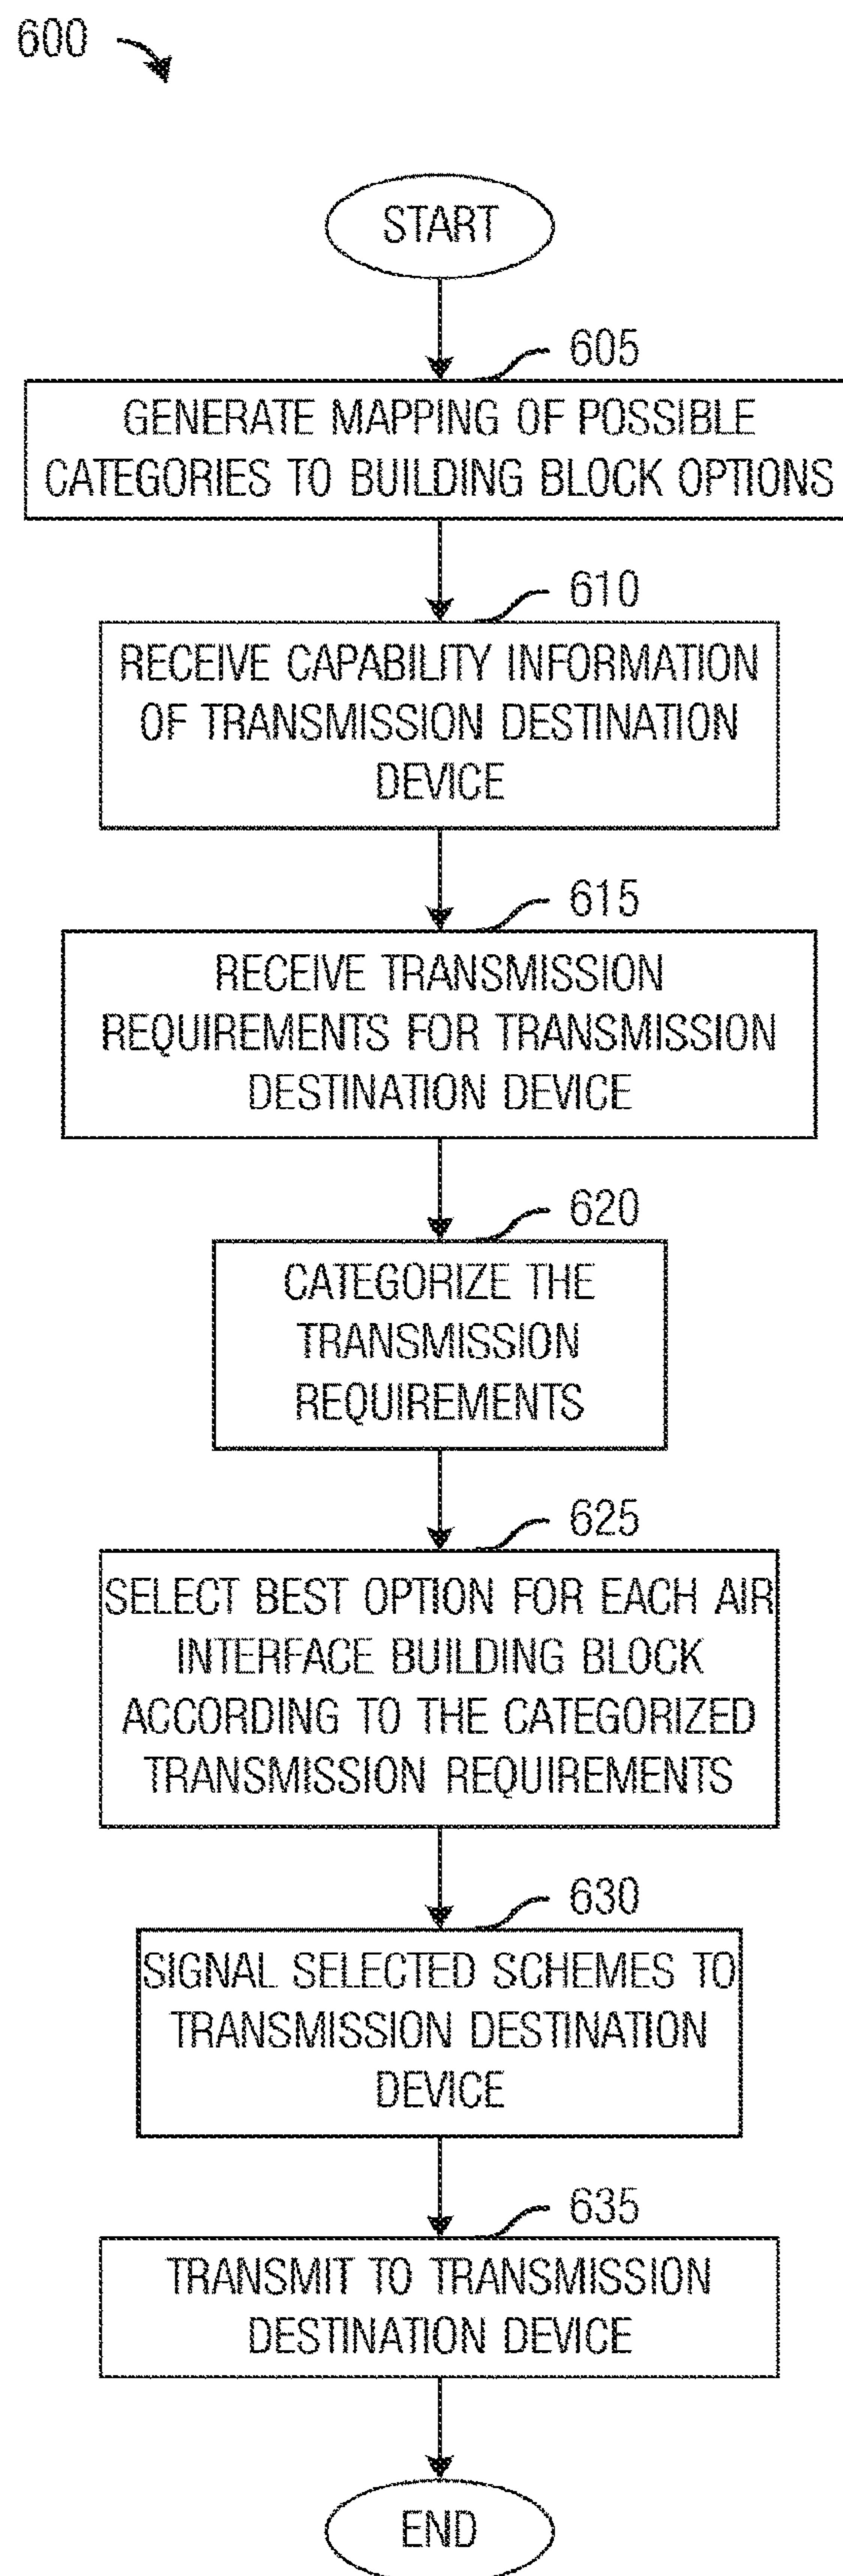 600
START
605
GENERATE MAPPING OF POSSIBLE
CATEGORIES TO BUILDING BLOCK OPTIONS
610
RECEIVE CAPABILITY INFORMATION
OF TRANSMISSION DESTINATION
DEVICE
615
RECEIVE TRANSMISSION
REQUIREMENTS FOR TRANSMISSION
DESTINATION DEVICE
620
CATEGORIZE THE
TRANSMISSION
REQUIREMENTS
625
SELECT BEST OPTION FOR EACH AIR
INTERFACE BUILDING BLOCK
ACCORDING TO THE CATEGORIZED
TRANSMISSION REQUIREMENTS
630
SIGNAL SELECTED SCHEMES TO
TRANSMISSION DESTINATION
DEVICE
635
TRANSMIT TO TRANSMISSION
DESTINATION DEVICE
END